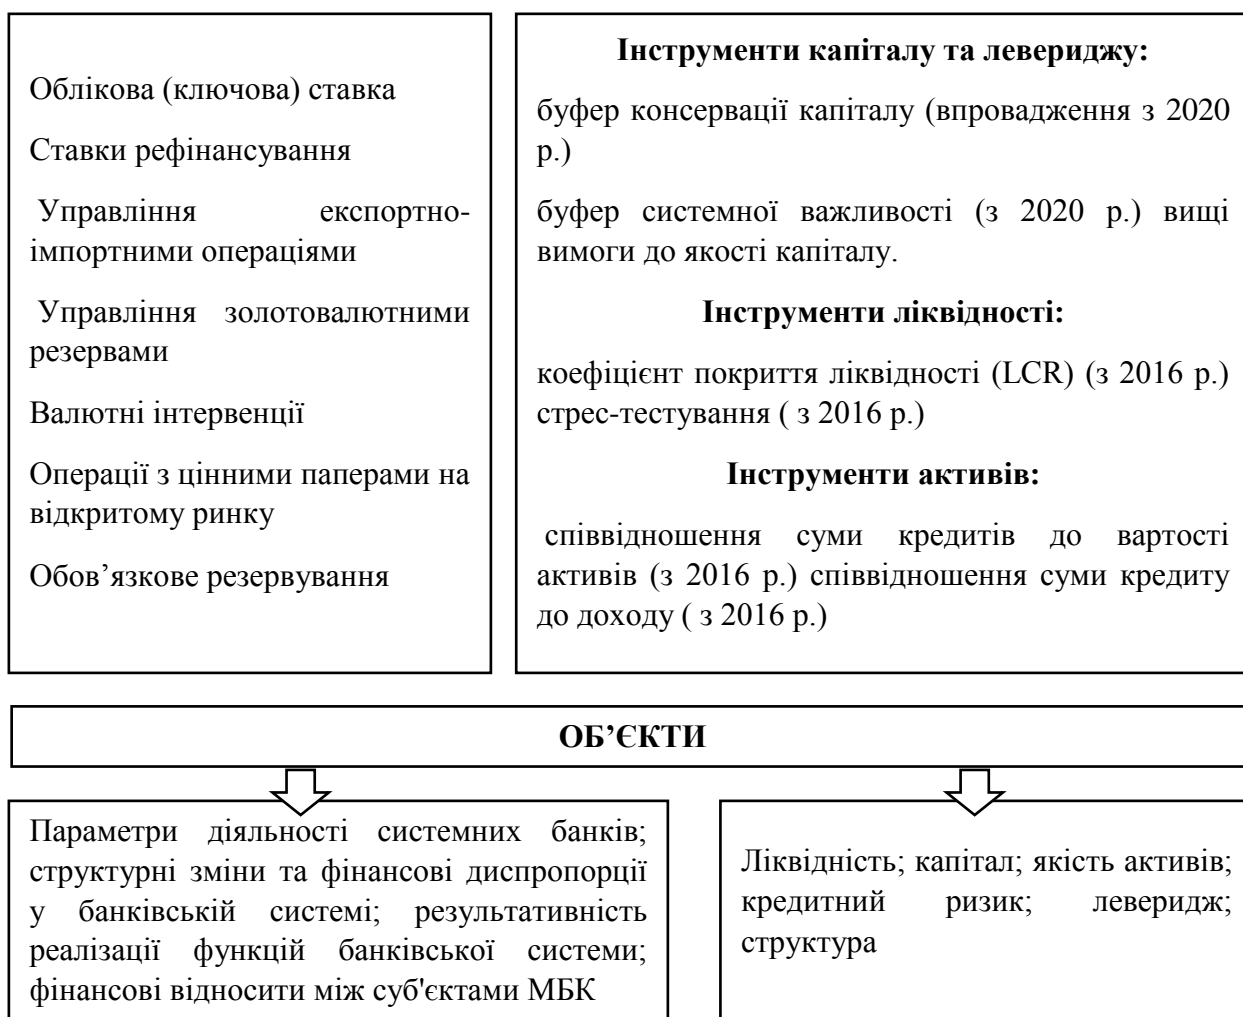 Облікова (ключова) ставка
Ставки рефінансування
Управління експортно-
імпортними операціями
Управління золотовалютними
резервами
Валютні інтервенції
Операції з цінними паперами на
відкритому ринку
Обов’язкове резервування
Інструменти капіталу та левериджу:
буфер консервації капіталу (впровадження з 2020
р.)
буфер системної важливості (з 2020 р.) вищі
вимоги до якості капіталу.
Інструменти ліквідності:
коефіцієнт покриття ліквідності (LCR) (з 2016 р.)
стрес-тестування ( з 2016 р.)
Інструменти активів:
співвідношення суми кредитів до вартості
активів (з 2016 р.) співвідношення суми кредиту
до доходу ( з 2016 р.)
ОБ’ЄКТИ
Параметри діяльності системних банків;
структурні зміни та фінансові диспропорції
у банківській системі; результативність
реалізації функцій банківської системи;
фінансові відносити між суб'єктами МБК
Ліквідність; капітал; якість активів;
кредитний ризик; леверидж;
структура